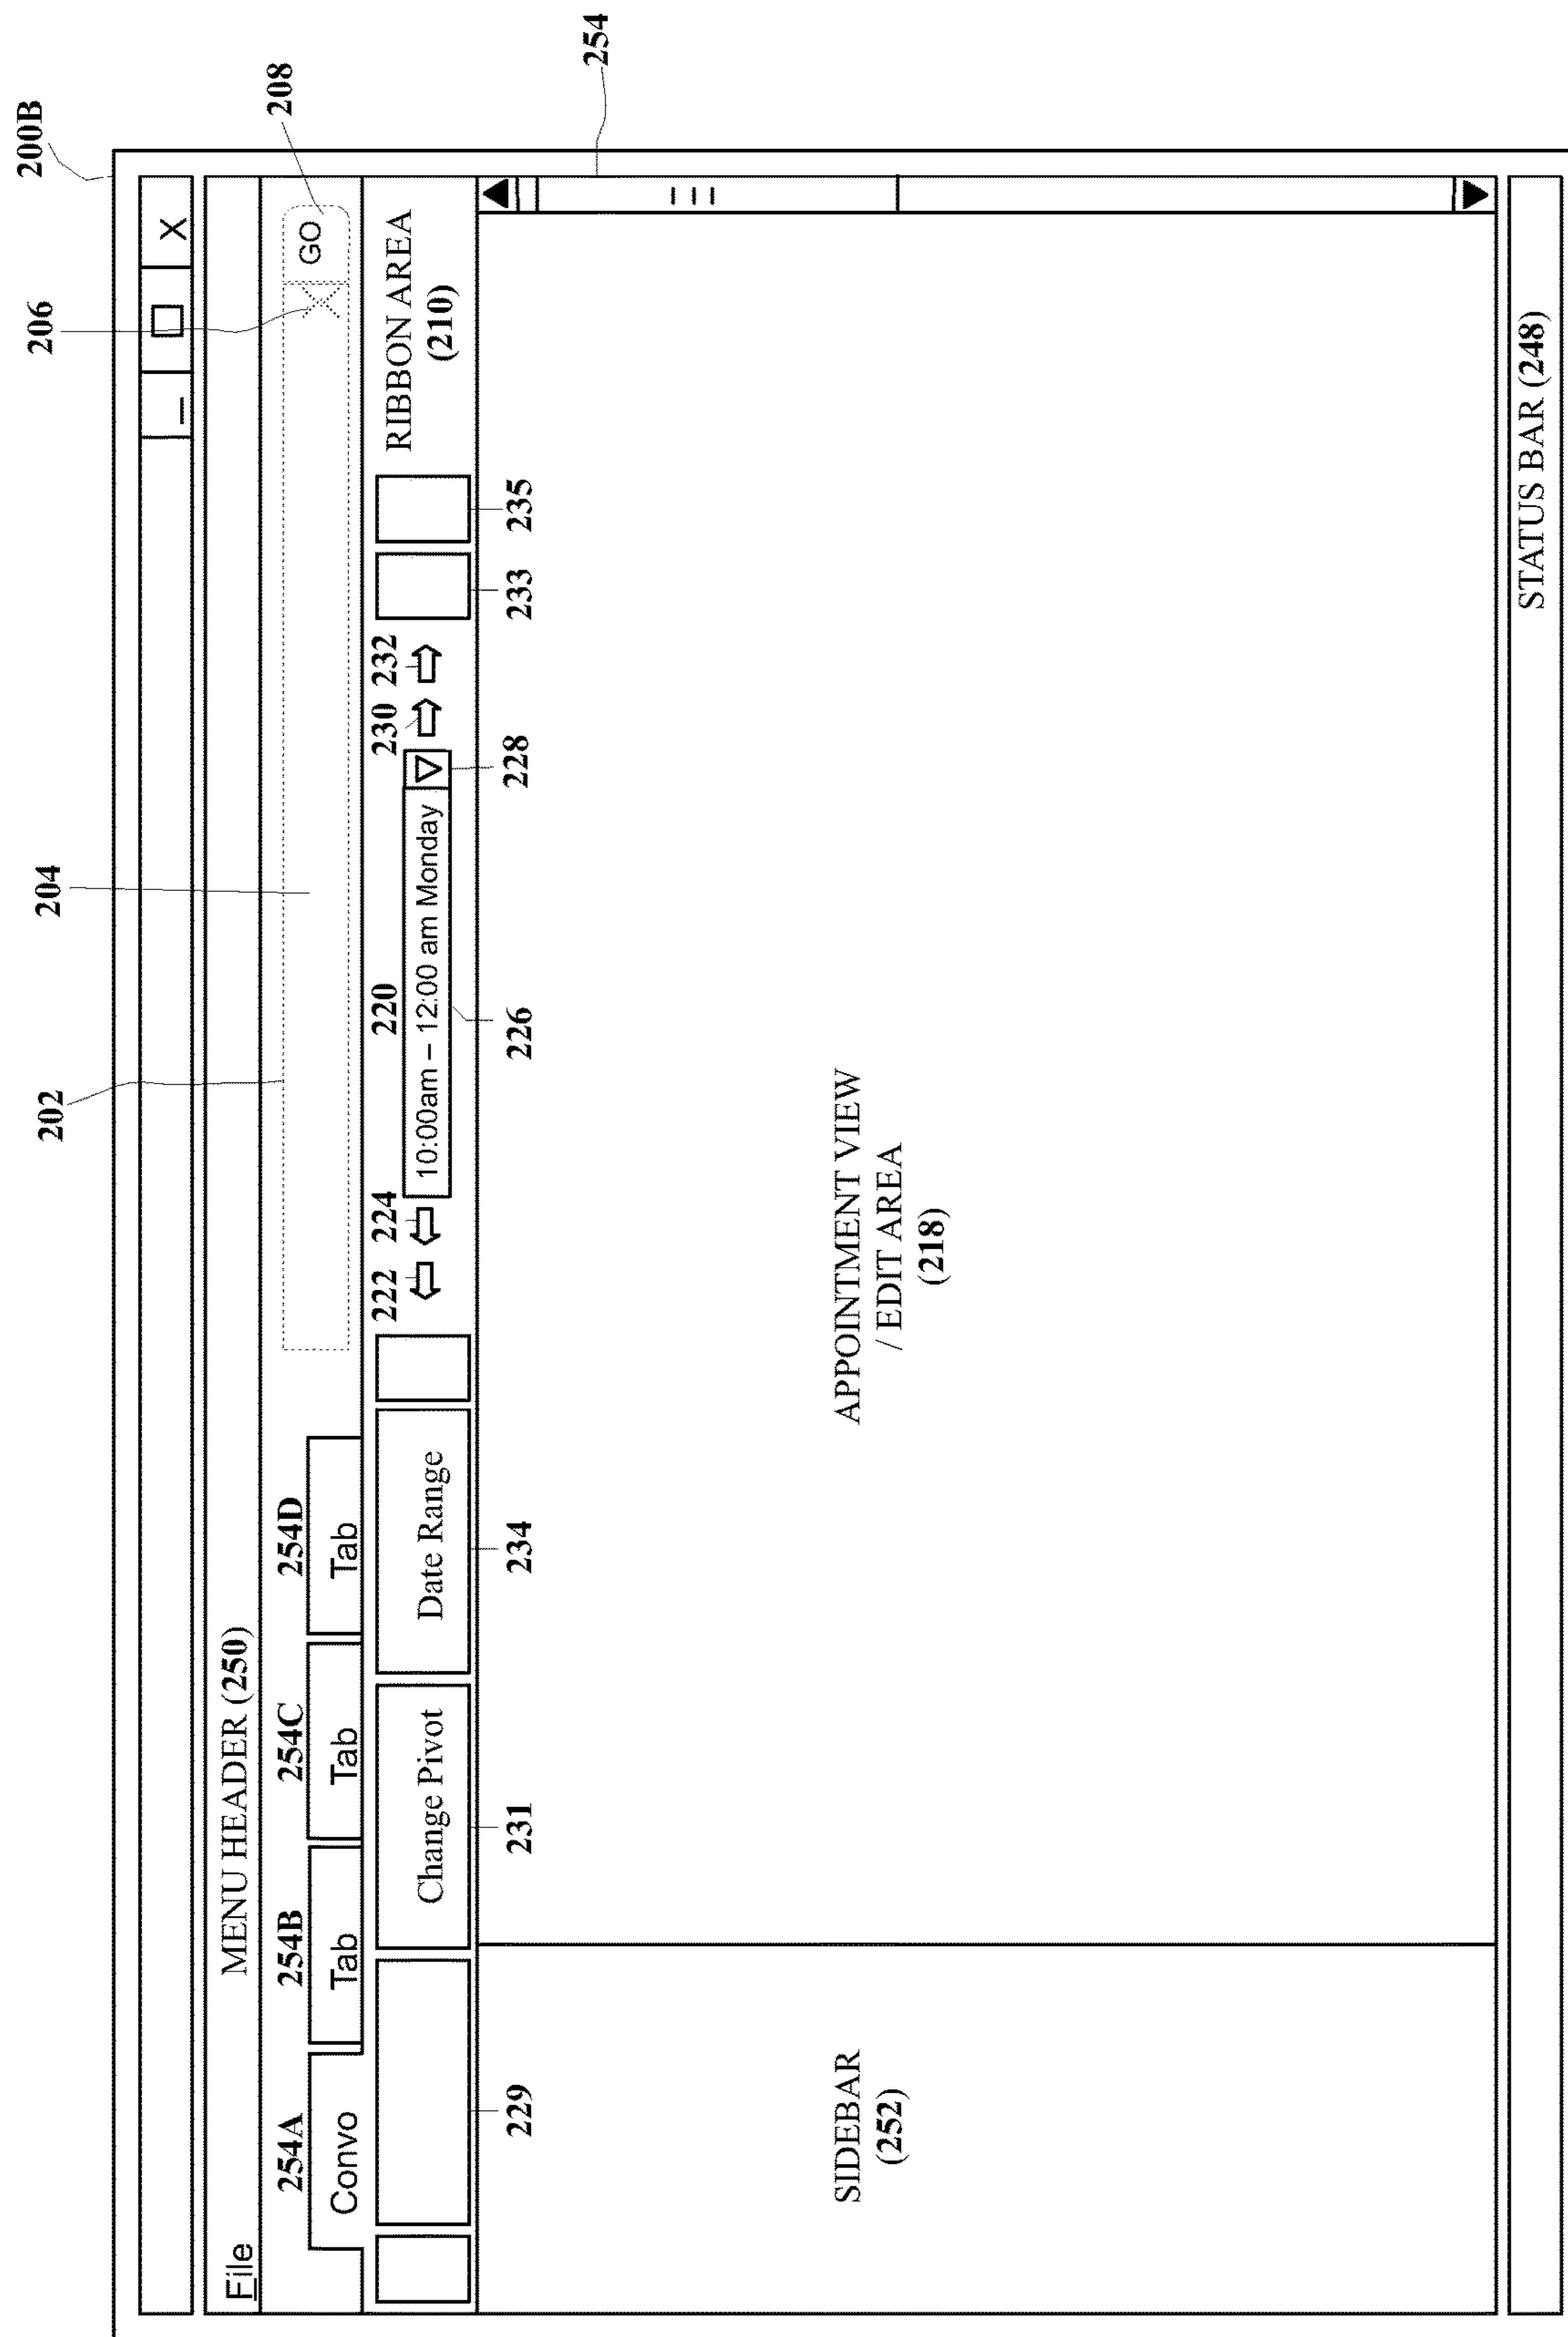 200B
206
204
202
_
X
File
MENU HEADER (250)
208
254A
254B
254C
254D
Convo
Tab
Tab
Tab
GO
222
224
220
230
232
Change Pivot
Date Range
10:00am – 12:00 am Monday
RIBBON AREA
(210)
229
231
234
226
228
233
235
254
SIDEBAR
(252)
APPOINTMENT VIEW
/ EDIT AREA
(218)
STATUS BAR (248)